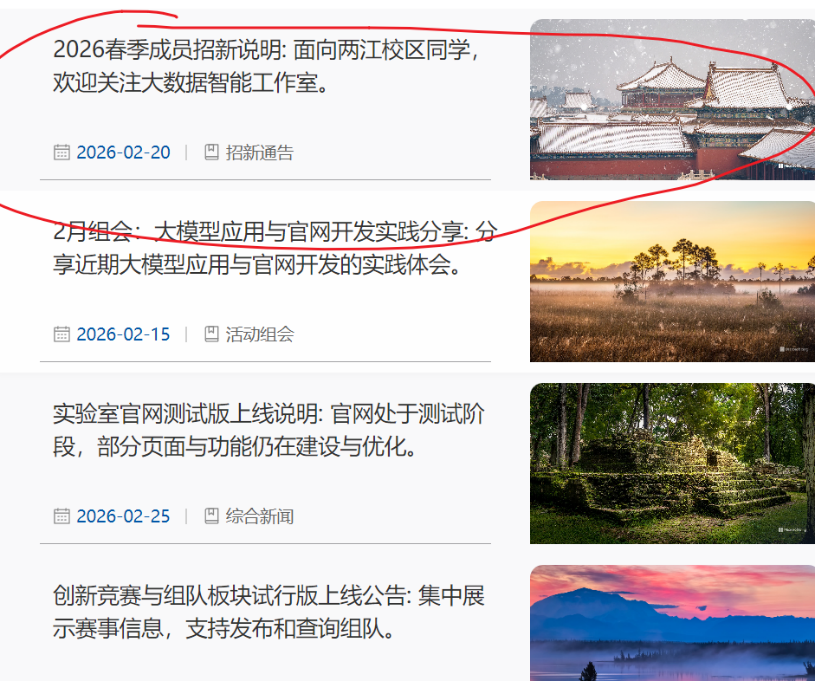 2026春季成员招新说明: 面向两江校区同学，
欢迎关注大数据智能工作室。
2026-02-20 | 招新通告
2月组会：大模型应用与官网开发实践分享: 分
享近期大模型应用与官网开发的实践体会。
2026-02-15 | 活动组会
实验室官网测试版上线说明: 官网处于测试阶
段，部分页面与功能仍在建设与优化。
2026-02-25 | 综合新闻
创新竞赛与组队板块试行版上线公告: 集中展
示赛事信息，支持发布和查询组队。